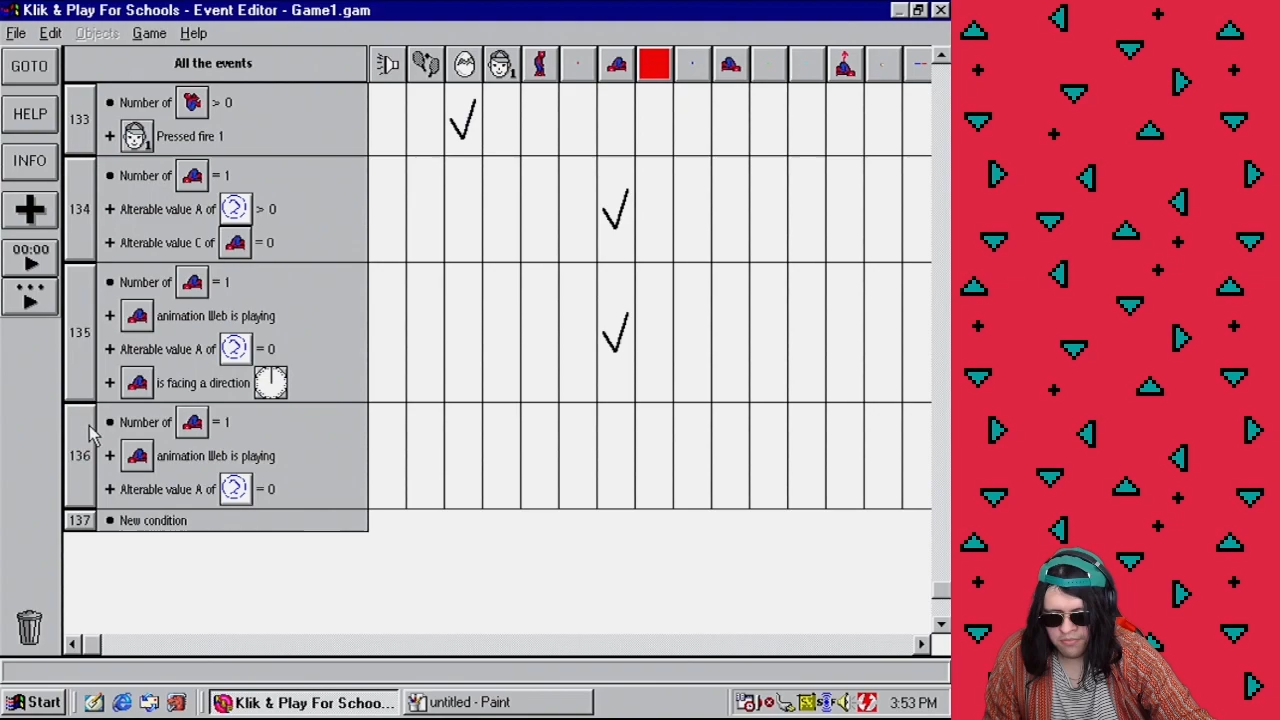 Klik & Play For Schools - Event Editor - Game1.gam
File Edit Objects Game Help
GOTO
All the events
1
HELP
133
Number of > 0
+ 1 Pressed fire 1
INFO
134
Number of = 1
+ Alterable value A of > 0
+ Alterable value C of = 0
00:00
135
Number of = 1
+ animation Web is playing
+ Alterable value A of = 0
+ is facing a direction
136
Number of = 1
+ animation Web is playing
+ Alterable value A of = 0
137 New condition
Start
Klik & Play For Schoo...
untitled - Paint
3:53 PM